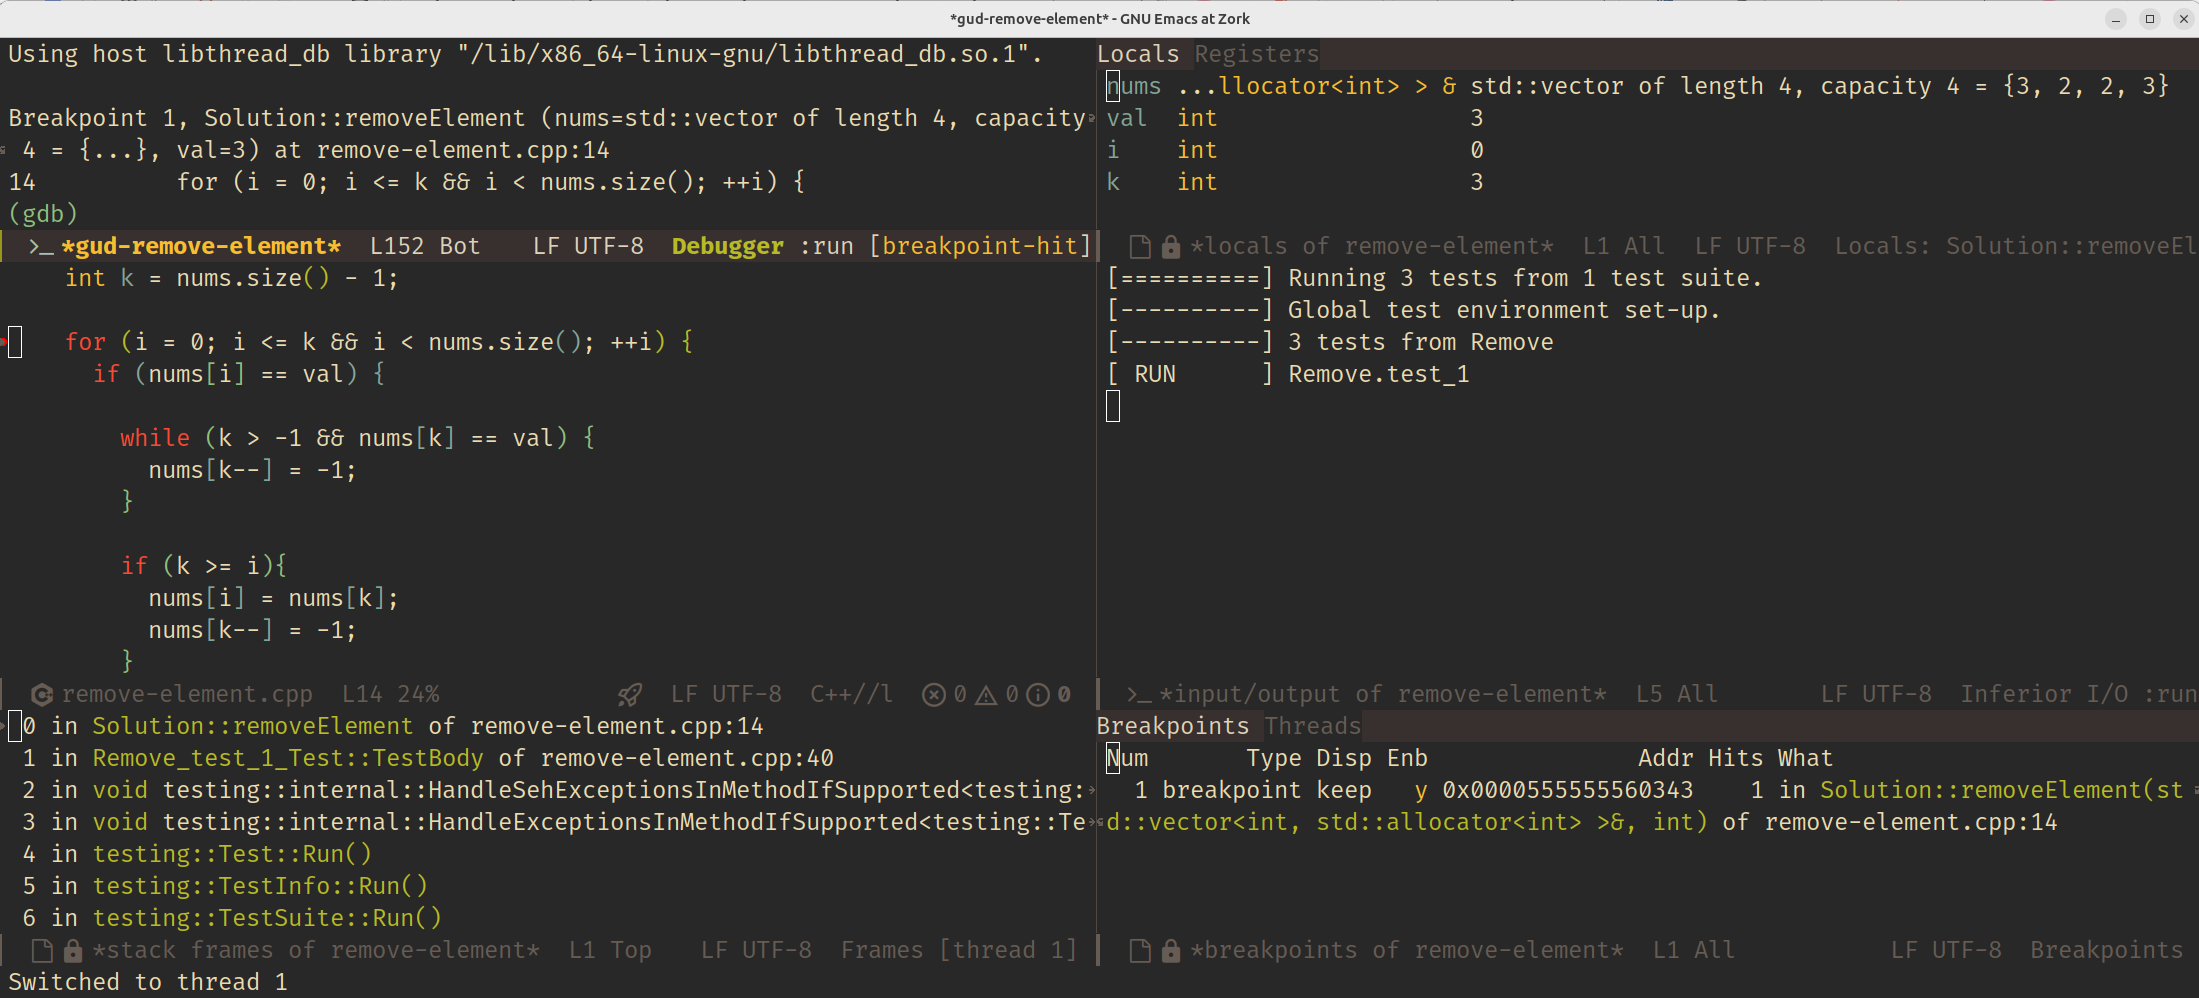 *gud-remove-element* - GNU Emacs at Zork
Using host libthread_db library "/lib/x86_64-linux-gnu/libthread_db.so.1".
Breakpoint 1, Solution::removeElement (nums=std::vector of length 4, capacity
 4 = {...}, val=3) at remove-element.cpp:14
14          for (i = 0; i <= k && i < nums.size(); ++i) {
(gdb)
>_ *gud-remove-element*  L152 Bot    LF UTF-8  Debugger :run [breakpoint-hit]
    int k = nums.size() - 1;
    for (i = 0; i <= k && i < nums.size(); ++i) {
      if (nums[i] == val) {
        while (k > -1 && nums[k] == val) {
          nums[k--] = -1;
        }
        if (k >= i){
          nums[i] = nums[k];
          nums[k--] = -1;
        }
remove-element.cpp  L14 24%    LF UTF-8  C++//l  0 0 0
0 in Solution::removeElement of remove-element.cpp:14
1 in Remove_test_1_Test::TestBody of remove-element.cpp:40
2 in void testing::internal::HandleSehExceptionsInMethodIfSupported<testing:
3 in void testing::internal::HandleExceptionsInMethodIfSupported<testing::Te
4 in testing::Test::Run()
5 in testing::TestInfo::Run()
6 in testing::TestSuite::Run()
*stack frames of remove-element*  L1 Top    LF UTF-8  Frames [thread 1]
Locals Registers
nums ...llocator<int> > & std::vector of length 4, capacity 4 = {3, 2, 2, 3}
val  int                  3
i    int                  0
k    int                  3
*locals of remove-element*  L1 All  LF UTF-8  Locals: Solution::removeEl
[==========] Running 3 tests from 1 test suite.
[----------] Global test environment set-up.
[----------] 3 tests from Remove
[ RUN      ] Remove.test_1
>_ *input/output of remove-element*  L5 All    LF UTF-8  Inferior I/O :run
Breakpoints Threads
Num       Type Disp Enb               Addr Hits What
  1 breakpoint keep   y 0x0000555555560343    1 in Solution::removeElement(st
d::vector<int, std::allocator<int> >&, int) of remove-element.cpp:14
*breakpoints of remove-element*  L1 All    LF UTF-8  Breakpoints
Switched to thread 1